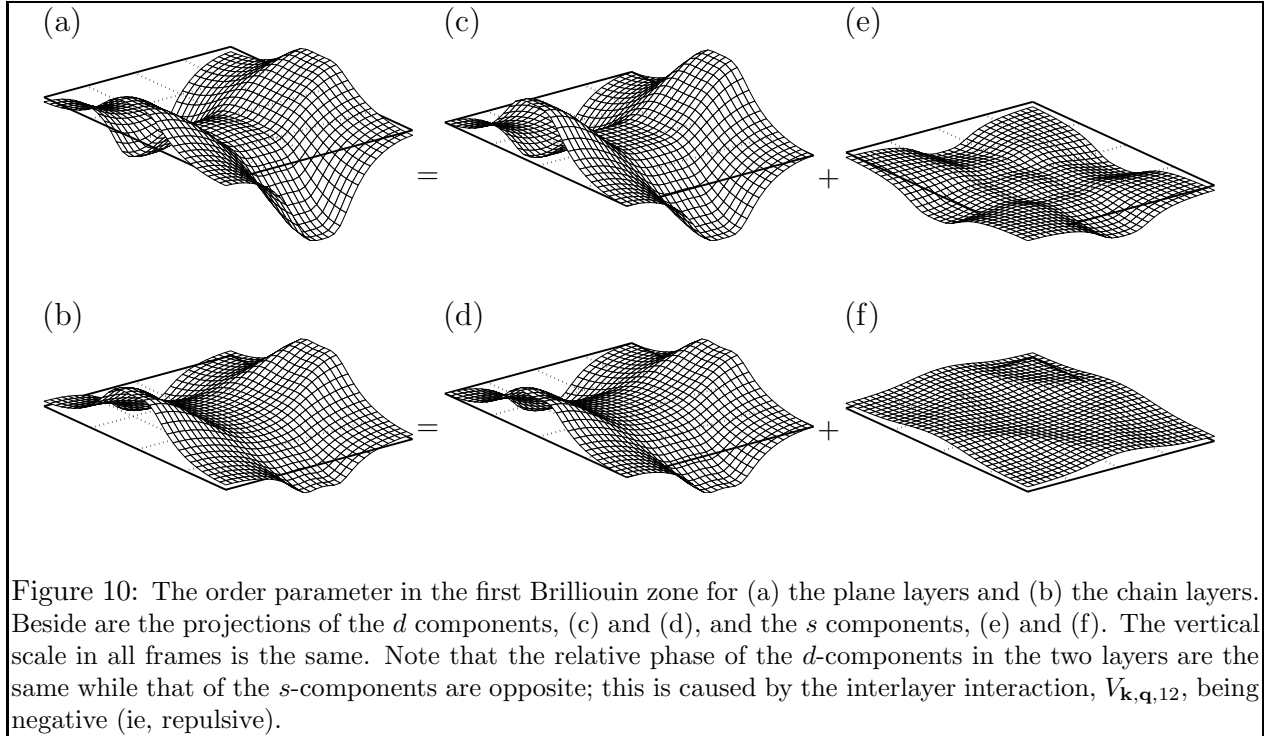 (a) (c) (e)
= +
(b) (d) (f)
= +
Figure 10: The order parameter in the first Brilliouin zone for (a) the plane layers and (b) the chain layers.
Beside are the projections of the d components, (c) and (d), and the s components, (e) and (f). The vertical
scale in all frames is the same. Note that the relative phase of the d-components in the two layers are the
same while that of the s-components are opposite; this is caused by the interlayer interaction, V_{k,q,12}, being
negative (ie, repulsive).